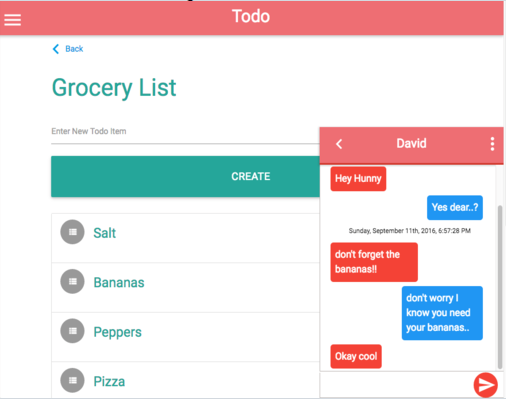 Todo
Back
Grocery List
Enter New Todo Item
CREATE
Salt
Bananas
Peppers
Pizza
David
Hey Hunny
Yes dear..?
Sunday, September 11th, 2016, 6:57:28 PM
don't forget the
bananas!!
don't worry I
know you need
your bananas..
Okay cool